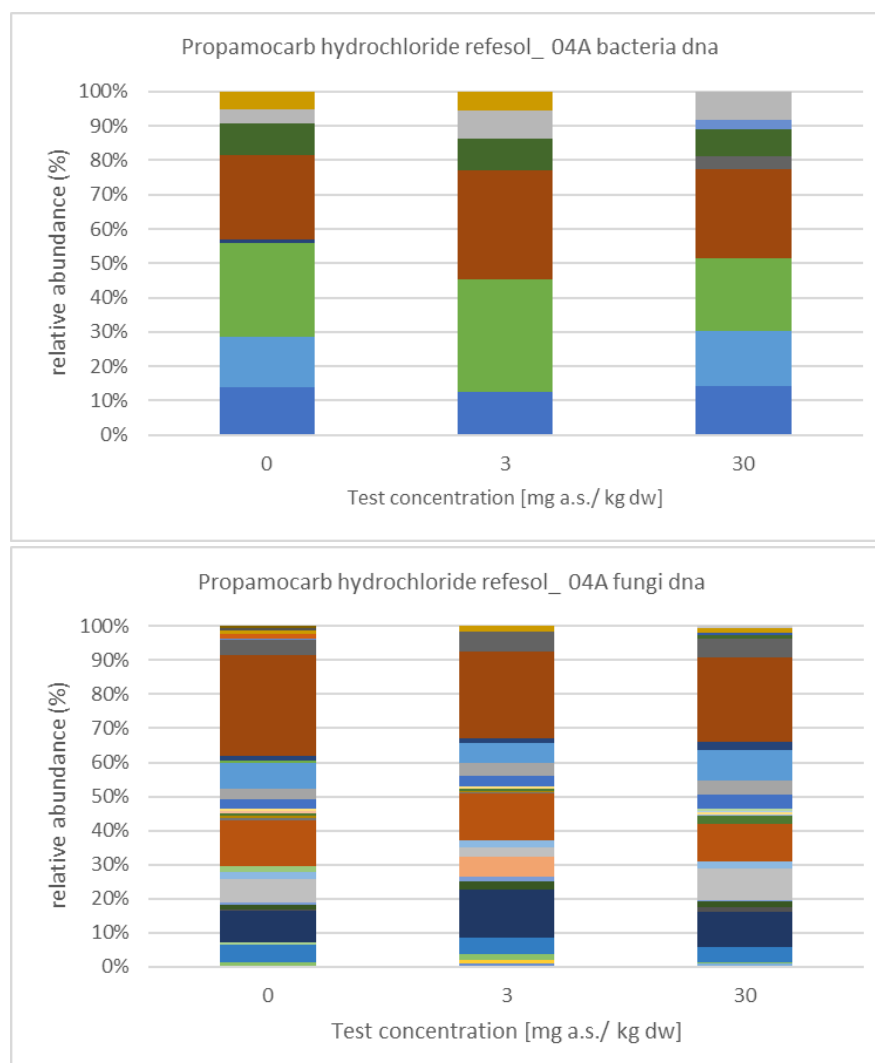 Propamocarb hydrochloride refesol_ 04A bacteria dna
100%
90%
80%
70%
60%
50%
40%
30%
20%
10%
0%
relative abundance (%)
0 3 30
Test concentration [mg a.s./ kg dw]
Propamocarb hydrochloride refesol_ 04A fungi dna
100%
90%
80%
70%
60%
50%
40%
30%
20%
10%
0%
relative abundance (%)
0 3 30
Test concentration [mg a.s./ kg dw]